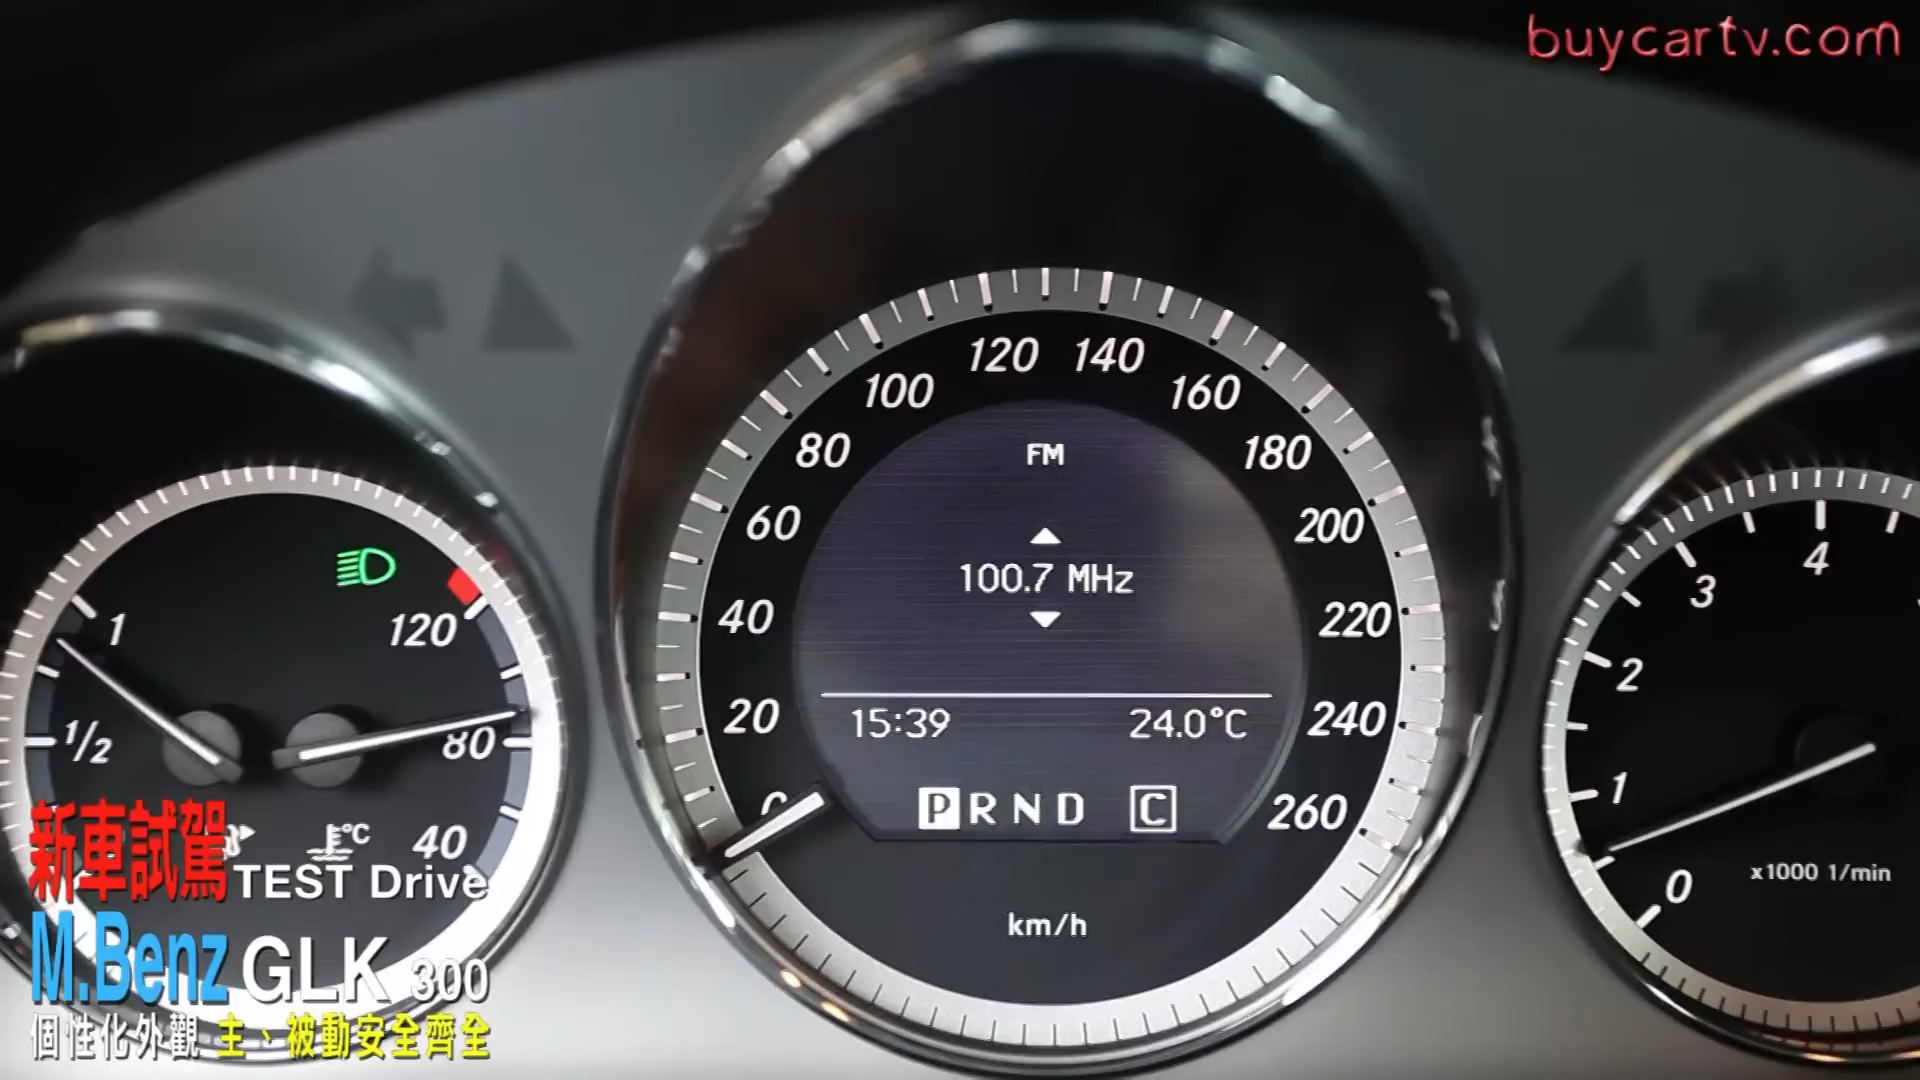 buycartv.com
120 140
100 160
80 180
FM
60 200
100.7 MHz
40 220
20 240
15:39 24.0°C
0 260
P R N D C
km/h
1
120
1/2
80
°C
40
4
3
2
1
0
x1000 1/min
新車試駕 TEST Drive
M.Benz GLK 300
個性化外觀 主、被動安全齊全